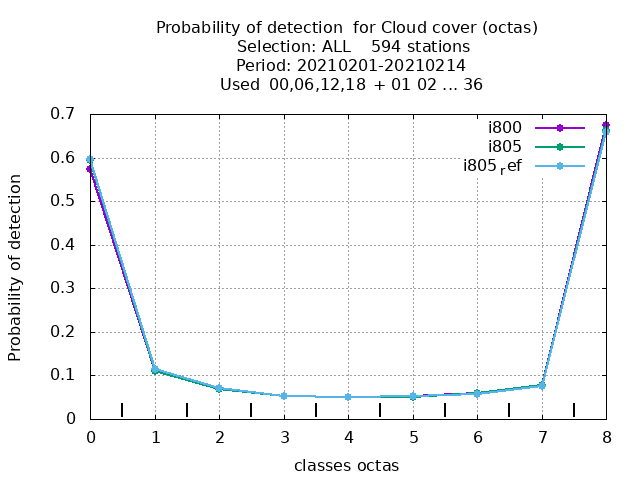 Probability of detection  for Cloud cover (octas)
Selection: ALL    594 stations
Period: 20210201-20210214
Used  00,06,12,18  + 01 02 ... 36
0.7
0.6
0.5
0.4
0.3
0.2
0.1
0
Probability of detection
i800
i805
i805ref
0 1 2 3 4 5 6 7 8
classes octas